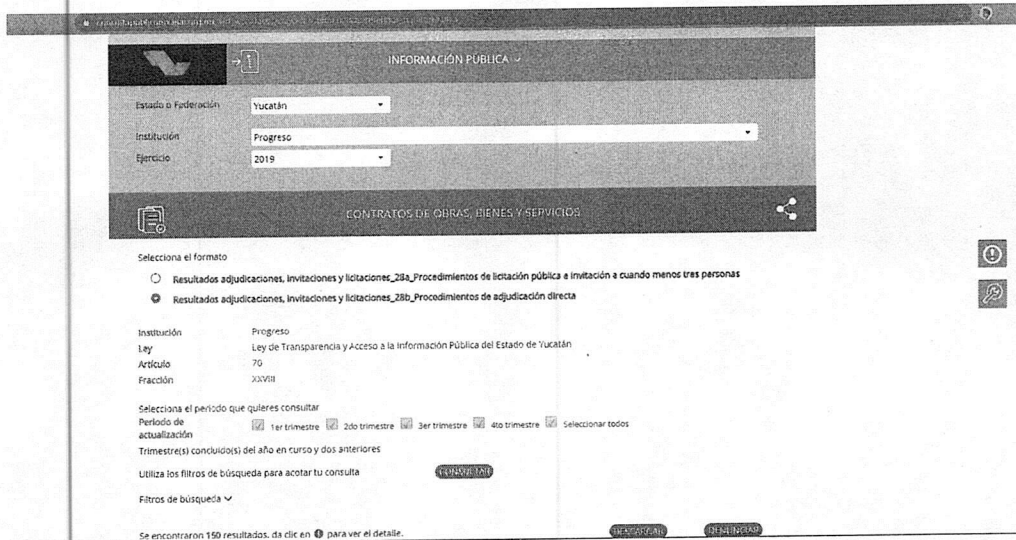 INFORMACIÓN PÚBLICA
Estado o Federación Yucatán
Institución Progreso
Ejercicio 2019
CONTRATOS DE OBRAS, BIENES Y SERVICIOS
Selecciona el formato
Resultados adjudicaciones, invitaciones y licitaciones_28a_Procedimientos de licitación pública e invitación a cuando menos tres personas
Resultados adjudicaciones, invitaciones y licitaciones_28b_Procedimientos de adjudicación directa
Institución Progreso
Ley Ley de Transparencia y Acceso a la Información Pública del Estado de Yucatán
Artículo 70
Fracción XXVIII
Selecciona el periodo que quieres consultar
Periodo de actualización 1er trimestre 2do trimestre 3er trimestre 4to trimestre Seleccionar todos
Trimestre(s) concluido(s) del año en curso y dos anteriores
Utiliza los filtros de búsqueda para acotar tu consulta CONSULTAR
Filtros de búsqueda
Se encontraron 150 resultados, da clic en para ver el detalle. DESCARGAR DENUNCIAR